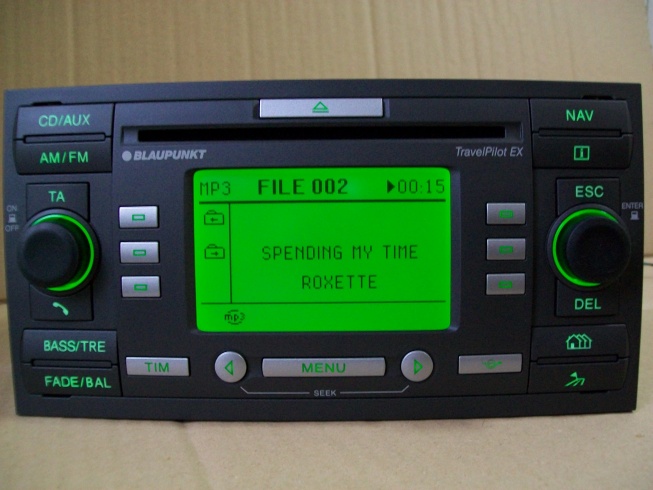 CD/AUX
NAV
AM/FM
BLAUPUNKT
TravelPilot EX
i
MP3 FILE 002 00:15
TA
ESC
ON
OFF
ENTER
SPENDING MY TIME
ROXETTE
DEL
mp3
BASS/TRE
TIM
MENU
FADE/BAL
SEEK